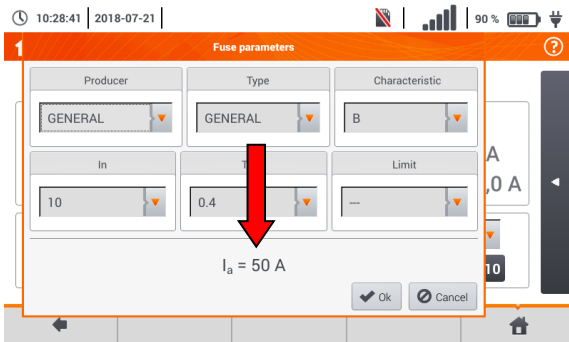 10:28:41 2018-07-21 90 %
Fuse parameters ?
Producer Type Characteristic
GENERAL GENERAL B
In T Limit
10 0.4 ---
A
,0 A
10
Iₐ = 50 A
Ok Cancel